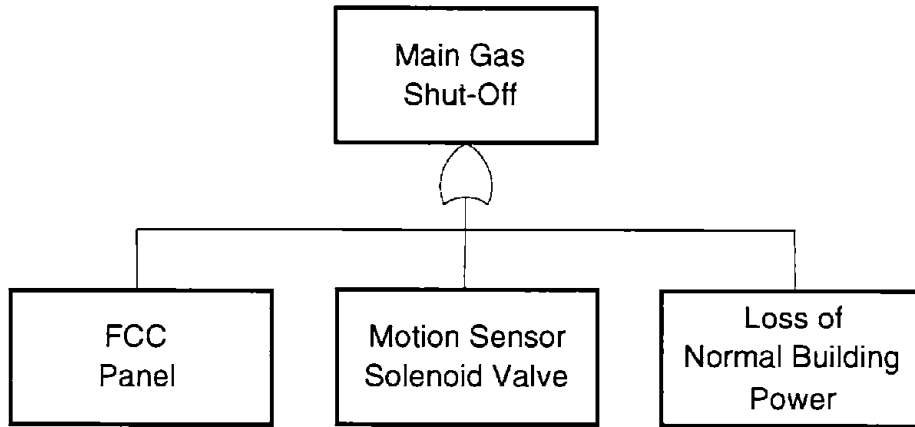 Main Gas
Shut-Off
FCC
Panel
Motion Sensor
Solenoid Valve
Loss of
Normal Building
Power